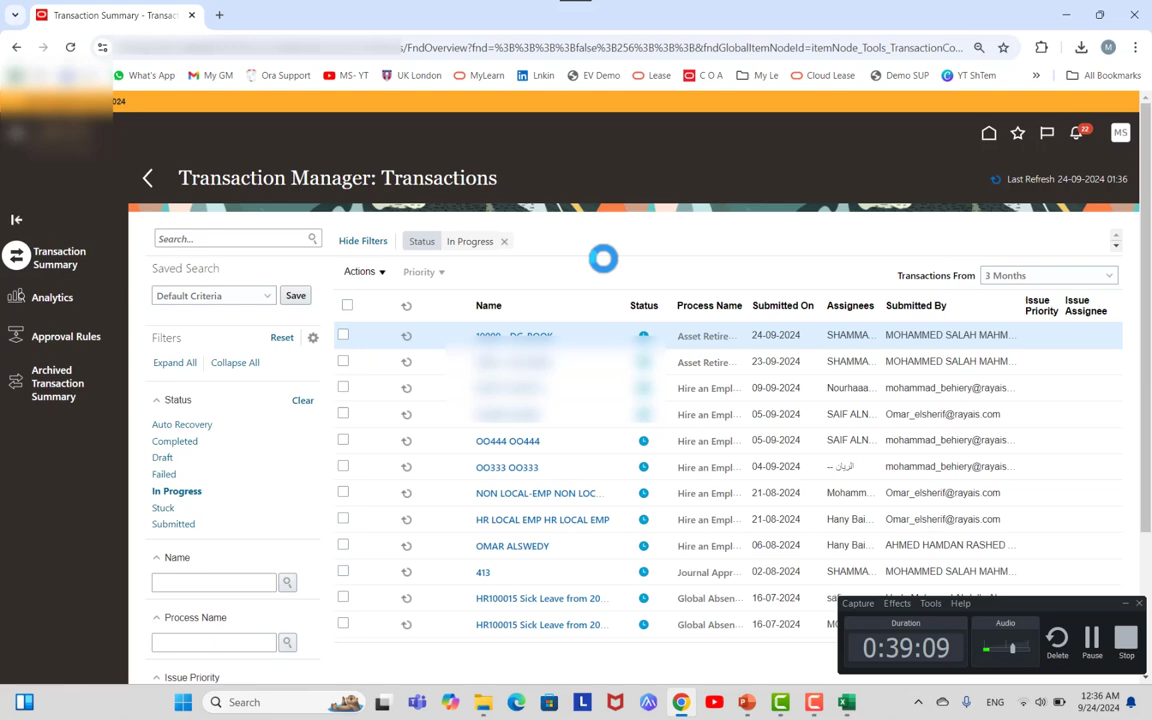 Transaction Summary - Transact
/FndOverview?fnd=%3B%3B%3B%3Bfalse%3B256%3B%3B%3B&fndGlobalItemNodeId=itemNode_Tools_TransactionCo...
M
What's App My GM Ora Support MS- YT UK London MyLearn Lnkin EV Demo Lease C O A My Le Cloud Lease Demo SUP YT ShTem » All Bookmarks
024
22 MS
Transaction Manager: Transactions
Last Refresh 24-09-2024 01:36
Transaction Summary
Analytics
Approval Rules
Archived Transaction Summary
Search...
Hide Filters Status In Progress
Saved Search
Actions Priority Transactions From 3 Months
Default Criteria Save
Filters Reset
Expand All Collapse All
Status Clear
Auto Recovery
Completed
Draft
Failed
In Progress
Stuck
Submitted
Name
Process Name
Issue Priority
Name Status Process Name Submitted On Assignees Submitted By Issue Priority Issue Assignee
Asset Retire... 24-09-2024 SHAMMA... MOHAMMED SALAH MAHM...
Asset Retire... 23-09-2024 SHAMMA... MOHAMMED SALAH MAHM...
Hire an Empl... 09-09-2024 Nourhaaa... mohammad_behiery@rayais...
Hire an Empl... 05-09-2024 SAIF ALN... Omar_elsherif@rayais.com
OO444 OO444 Hire an Empl... 05-09-2024 SAIF ALN... mohammad_behiery@rayais...
OO333 OO333 Hire an Empl... 04-09-2024 الريان -- mohammad_behiery@rayais...
NON LOCAL-EMP NON LOC... Hire an Empl... 21-08-2024 Mohamm... Omar_elsherif@rayais.com
HR LOCAL EMP HR LOCAL EMP Hire an Empl... 21-08-2024 Hany Bai... Omar_elsherif@rayais.com
OMAR ALSWEDY Hire an Empl... 06-08-2024 Hany Bai... AHMED HAMDAN RASHED ...
413 Journal Appr... 02-08-2024 SHAMMA... MOHAMMED SALAH MAHM...
HR100015 Sick Leave from 20... Global Absen... 16-07-2024
HR100015 Sick Leave from 20... Global Absen... 16-07-2024
Capture Effects Tools Help
Duration Audio
0:39:09 Delete Pause Stop
Search
ENG
12:36 AM
9/24/2024